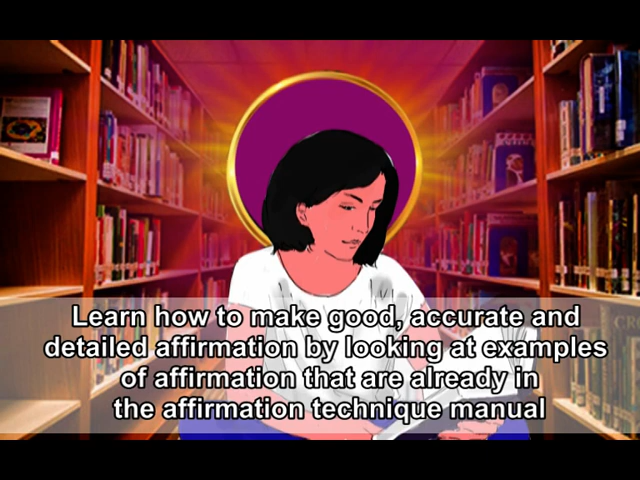 Learn how to make good, accurate and
detailed affirmation by looking at examples
of affirmation that are already in
the affirmation technique manual